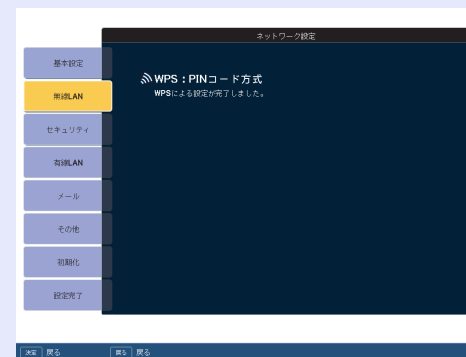 ネットワーク設定
基本設定
無線LAN
セキュリティ
有線LAN
メール
その他
初期化
設定完了
WPS：PINコード方式
WPSによる設定が完了しました。
決定 戻る
戻る 戻る